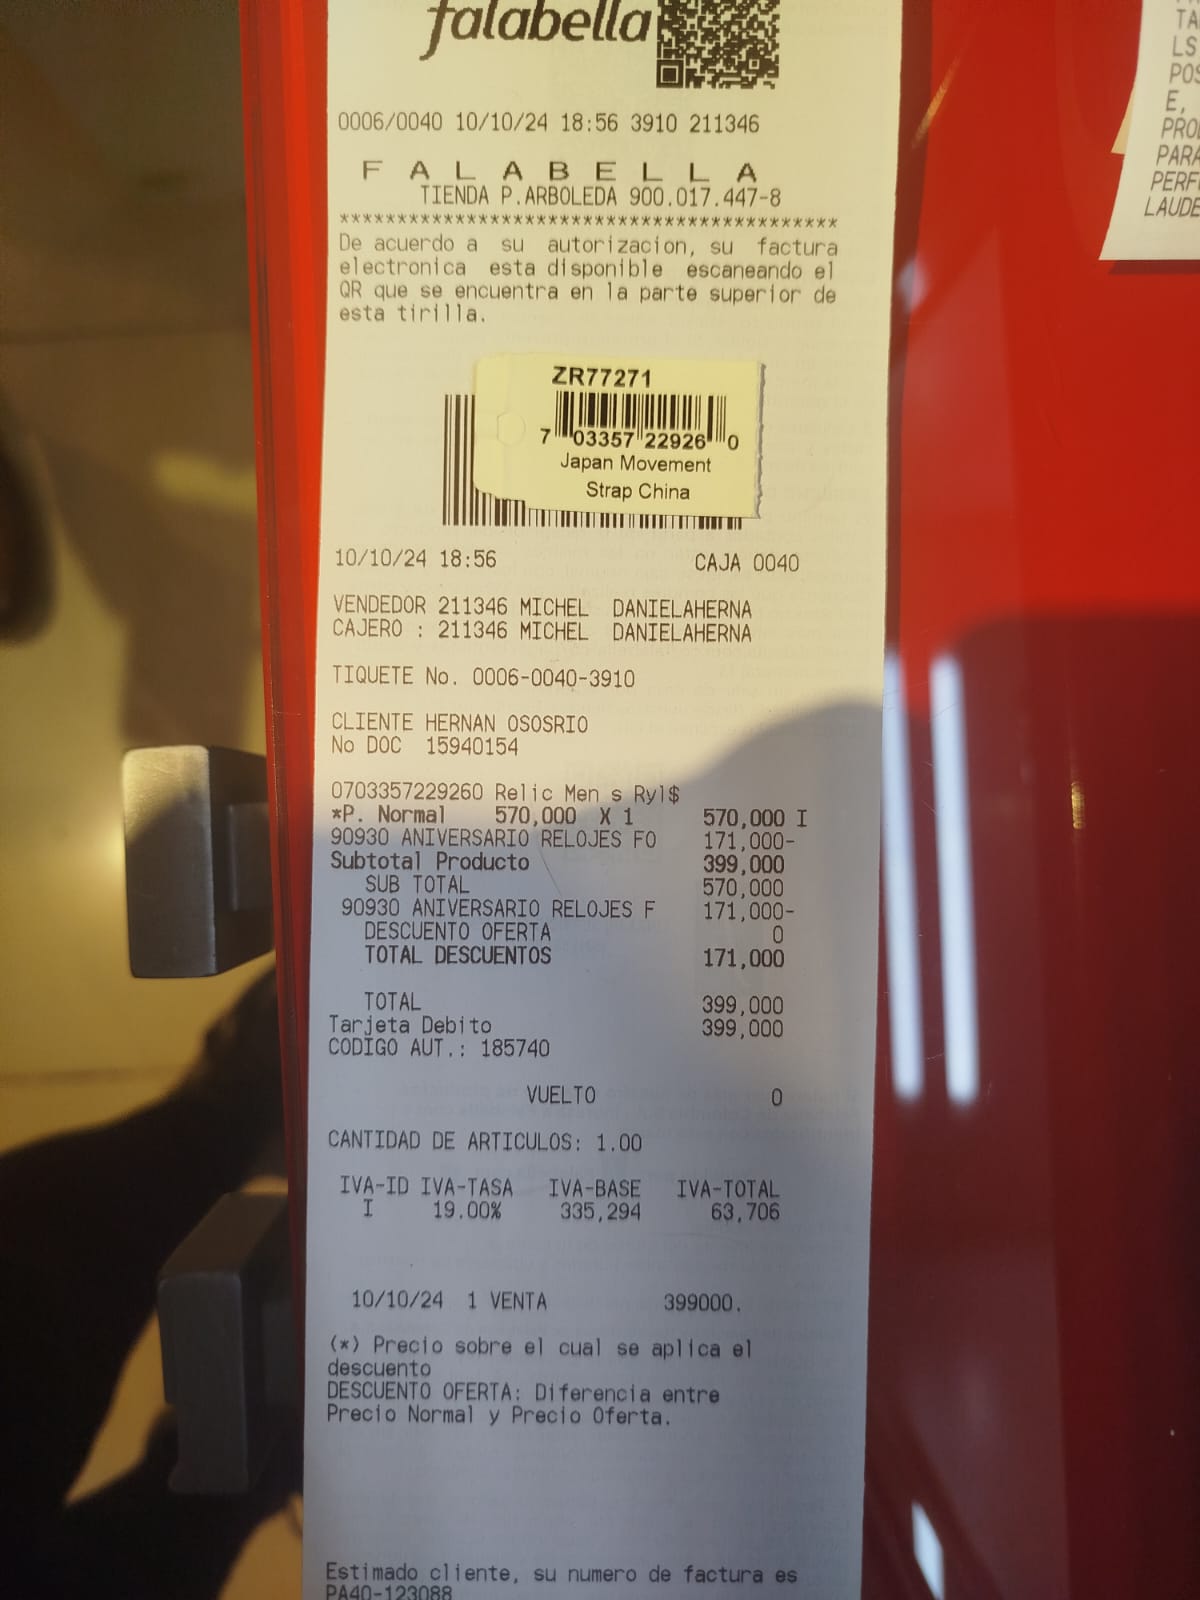 falabella
0006/0040 10/10/24 18:56 3910 211346
F A L A B E L L A
TIENDA P.ARBOLEDA 900.017.447-8
*******************************************
De acuerdo a su autorizacion, su factura
electronica esta disponible escaneando el
QR que se encuentra en la parte superior de
esta tirilla.
ZR77271
7 03357 22926 0
Japan Movement
Strap China
10/10/24 18:56 CAJA 0040
VENDEDOR 211346 MICHEL DANIELAHERNA
CAJERO : 211346 MICHEL DANIELAHERNA
TIQUETE No. 0006-0040-3910
CLIENTE HERNAN OSOSRIO
No DOC 15940154
0703357229260 Relic Men s Ryl$
*P. Normal 570,000 X 1 570,000 I
90930 ANIVERSARIO RELOJES FO 171,000-
Subtotal Producto 399,000
SUB TOTAL 570,000
90930 ANIVERSARIO RELOJES F 171,000-
DESCUENTO OFERTA 0
TOTAL DESCUENTOS 171,000
TOTAL 399,000
Tarjeta Debito 399,000
CODIGO AUT.: 185740
VUELTO 0
CANTIDAD DE ARTICULOS: 1.00
IVA-ID IVA-TASA IVA-BASE IVA-TOTAL
I 19.00% 335,294 63,706
10/10/24 1 VENTA 399000.
(*) Precio sobre el cual se aplica el
descuento
DESCUENTO OFERTA: Diferencia entre
Precio Normal y Precio Oferta.
Estimado cliente, su numero de factura es
PA40-123088
TA
LS
POS
E,
PARA
PERF
LAUDE